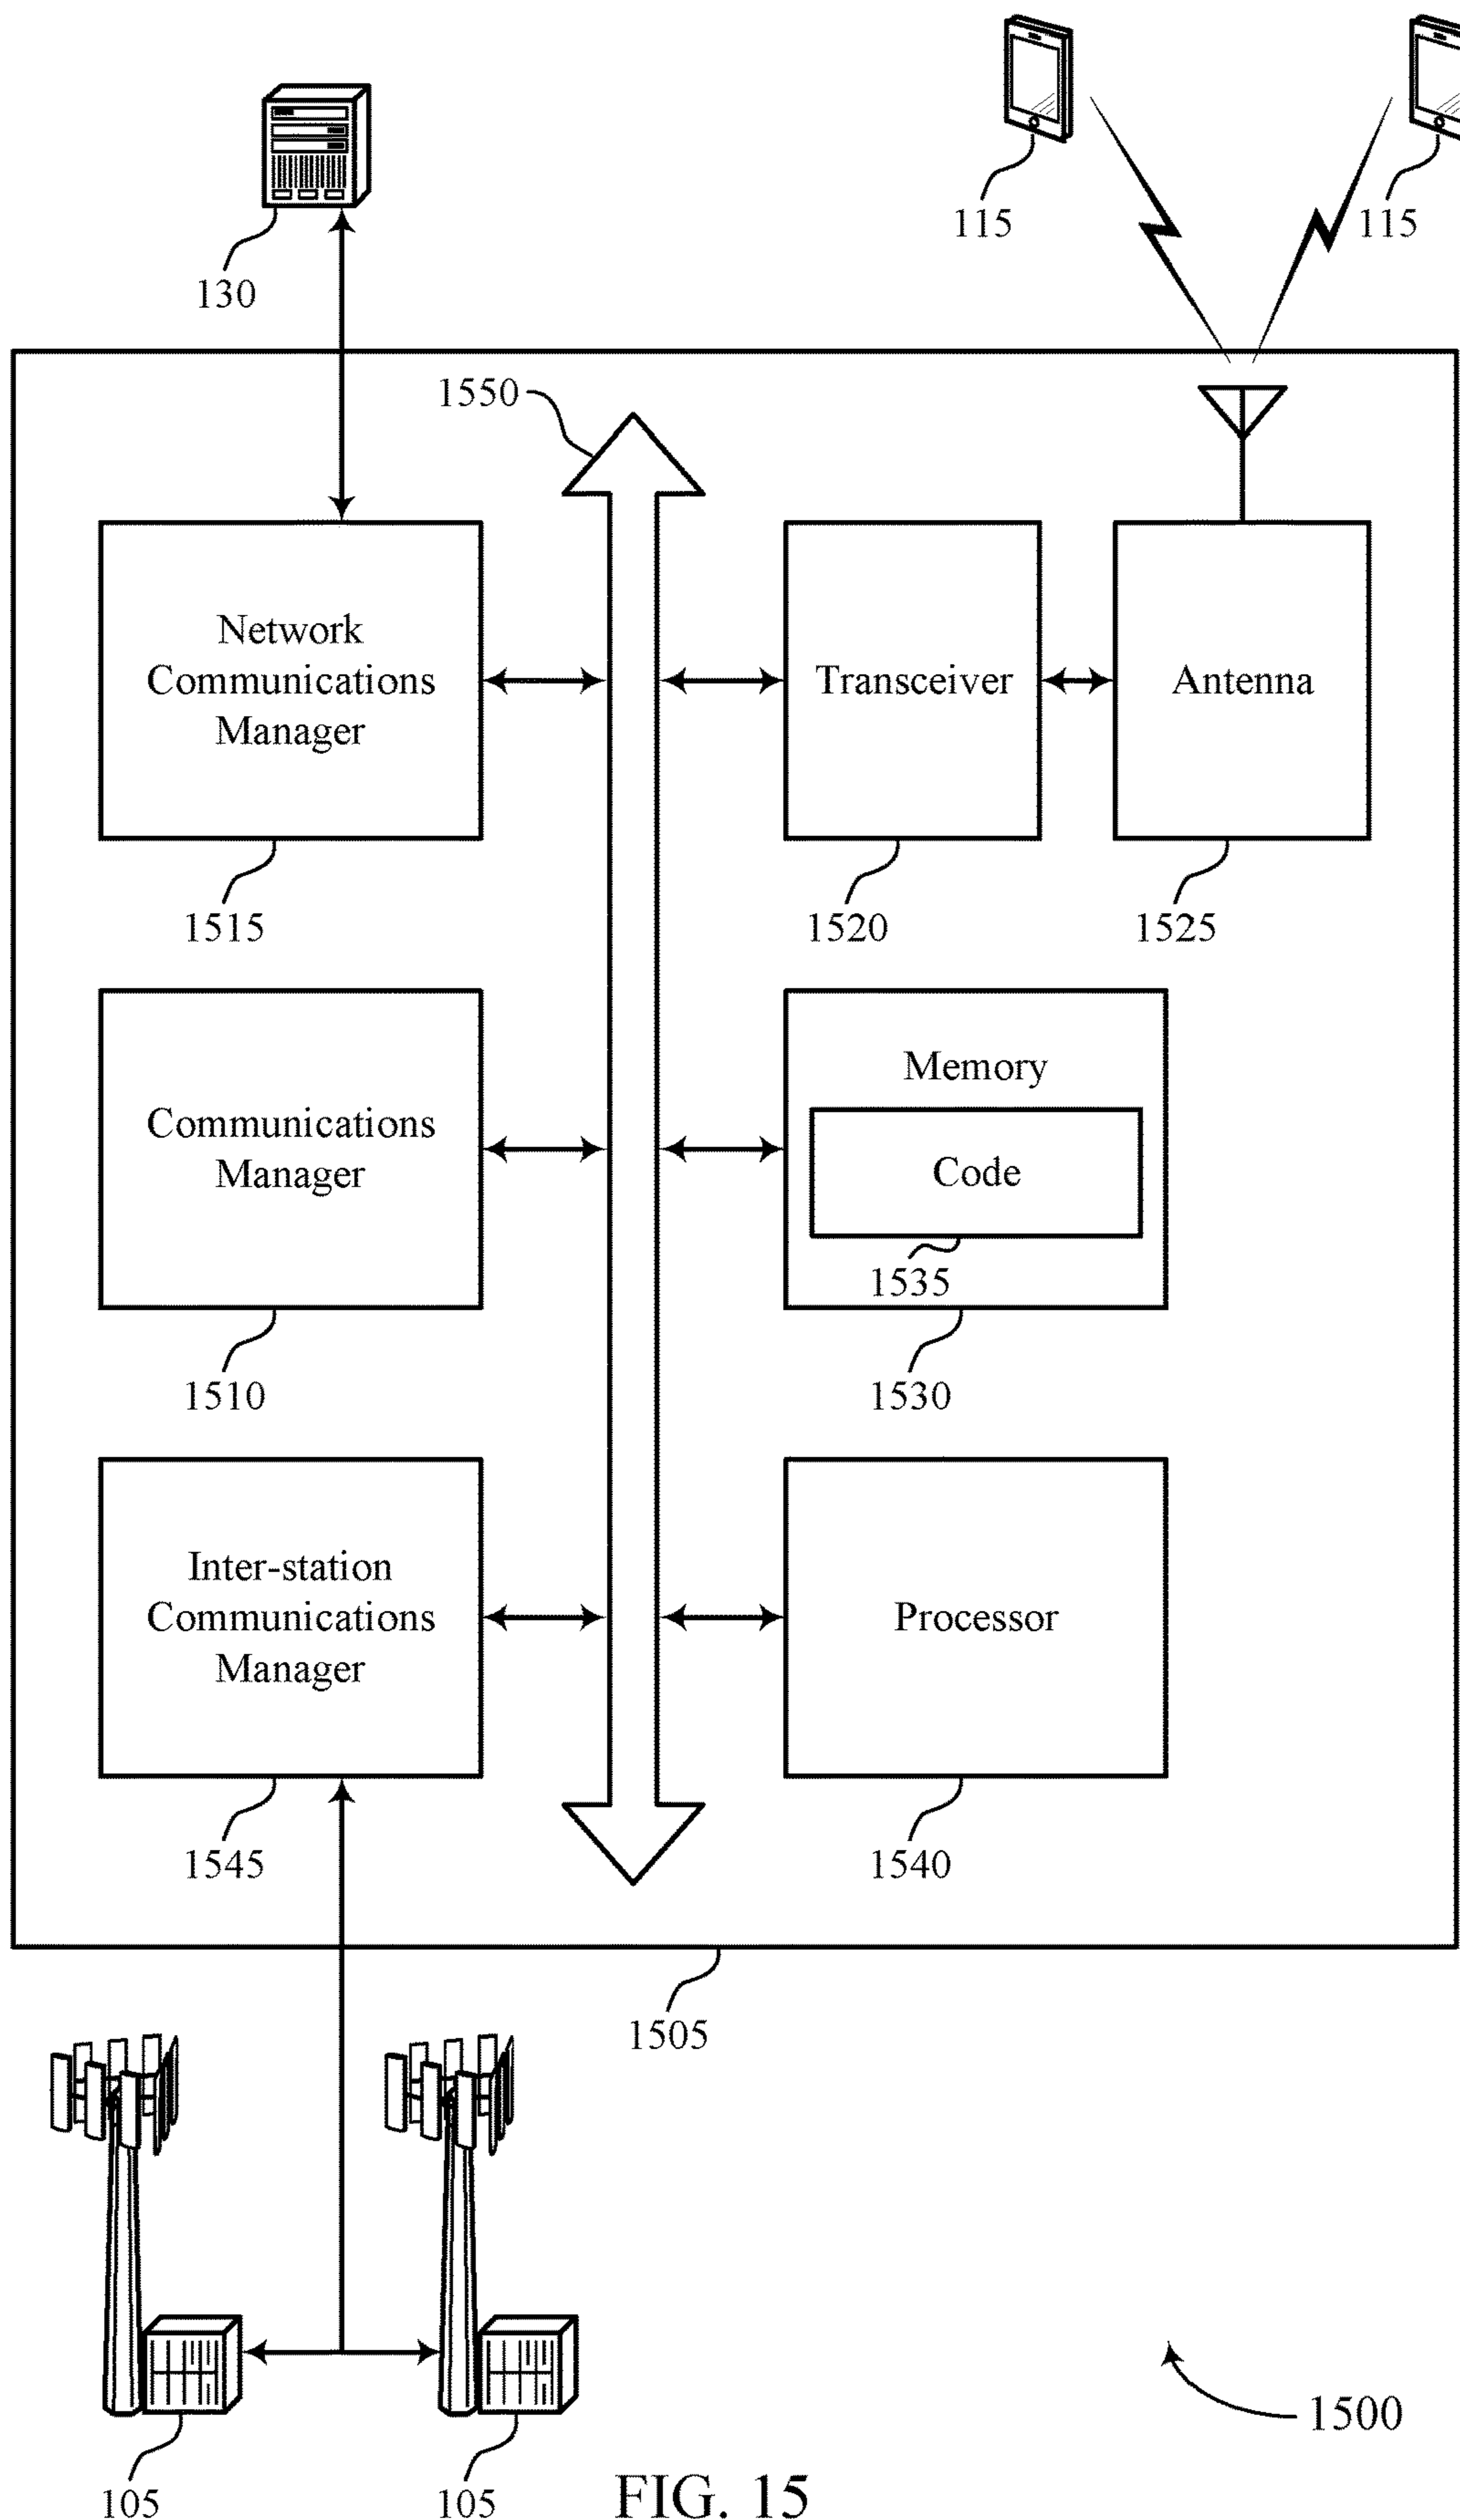 115
115
130
1550
Network
Communications
Manager
Transceiver
Antenna
1515
1520
1525
Communications
Manager
Memory
Code
1535
1510
1530
Inter-station
Communications
Manager
Processor
1545
1540
1505
1500
105
105
FIG. 15